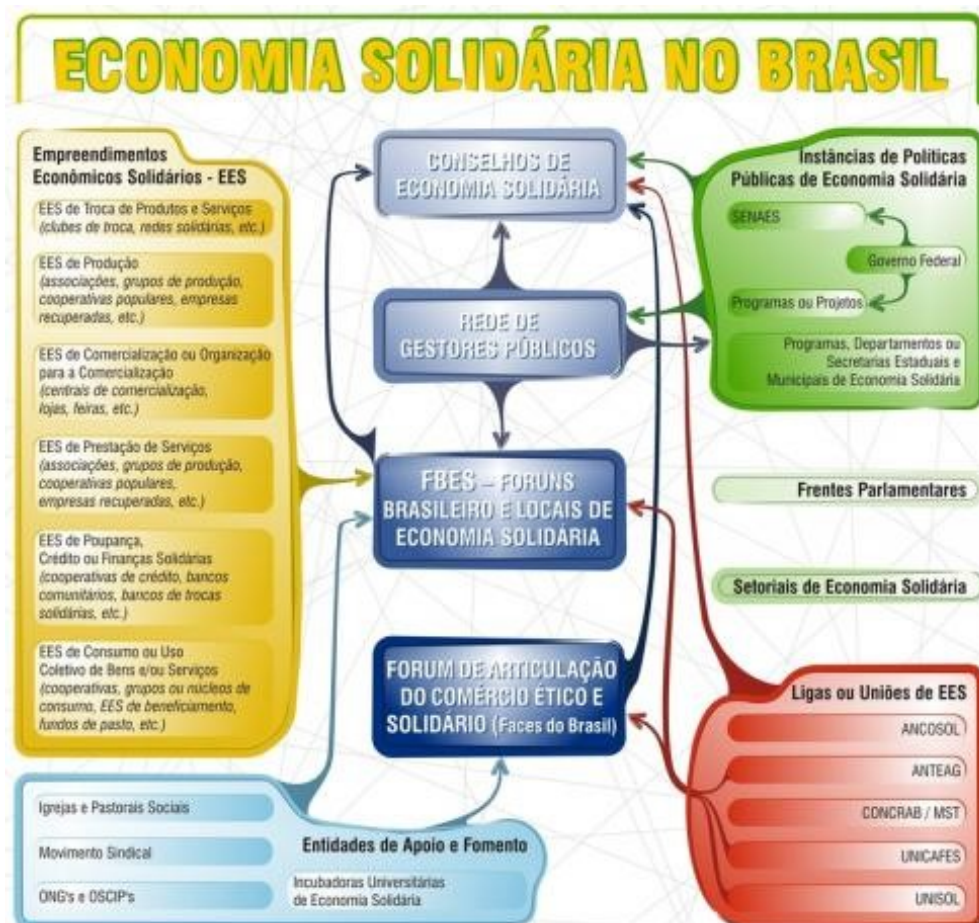 ECONOMIA SOLIDÁRIA NO BRASIL
Empreendimentos
Econômicos Solidários - EES
EES de Troca de Produtos e Serviços
(clubes de troca, redes solidárias, etc.)
EES de Produção
(associações, grupos de produção,
cooperativas populares, empresas
recuperadas, etc.)
EES de Comercialização ou Organização
para a Comercialização
(centrais de comercialização,
lojas, feiras, etc.)
EES de Prestação de Serviços
(associações, grupos de produção,
cooperativas populares,
empresas recuperadas, etc.)
EES de Poupança,
Crédito ou Finanças Solidárias
(cooperativas de crédito, bancos
comunitários, bancos de trocas
solidárias, etc.)
EES de Consumo ou Uso
Coletivo de Bens e/ou Serviços
(cooperativas, grupos ou núcleos de
consumo, EES de beneficiamento,
fundos de pasto, etc.)
CONSELHOS DE
ECONOMIA SOLIDÁRIA
REDE DE
GESTORES PÚBLICOS
FBES – FORUNS
BRASILEIRO E LOCAIS DE
ECONOMIA SOLIDÁRIA
FORUM DE ARTICULAÇÃO
DO COMÉRCIO ÉTICO E
SOLIDÁRIO (Faces do Brasil)
Instâncias de Políticas
Públicas de Economia Solidária
SENAES
Governo Federal
Programas ou Projetos
Programas, Departamentos ou
Secretarias Estaduais e
Municipais de Economia Solidária
Frentes Parlamentares
Setoriais de Economia Solidária
Ligas ou Uniões de EES
ANCOSOL
ANTEAG
CONCRAB / MST
UNICAFES
UNISOL
Igrejas e Pastorais Sociais
Movimento Sindical
ONG's e OSCIP's
Entidades de Apoio e Fomento
Incubadoras Universitárias
de Economia Solidária